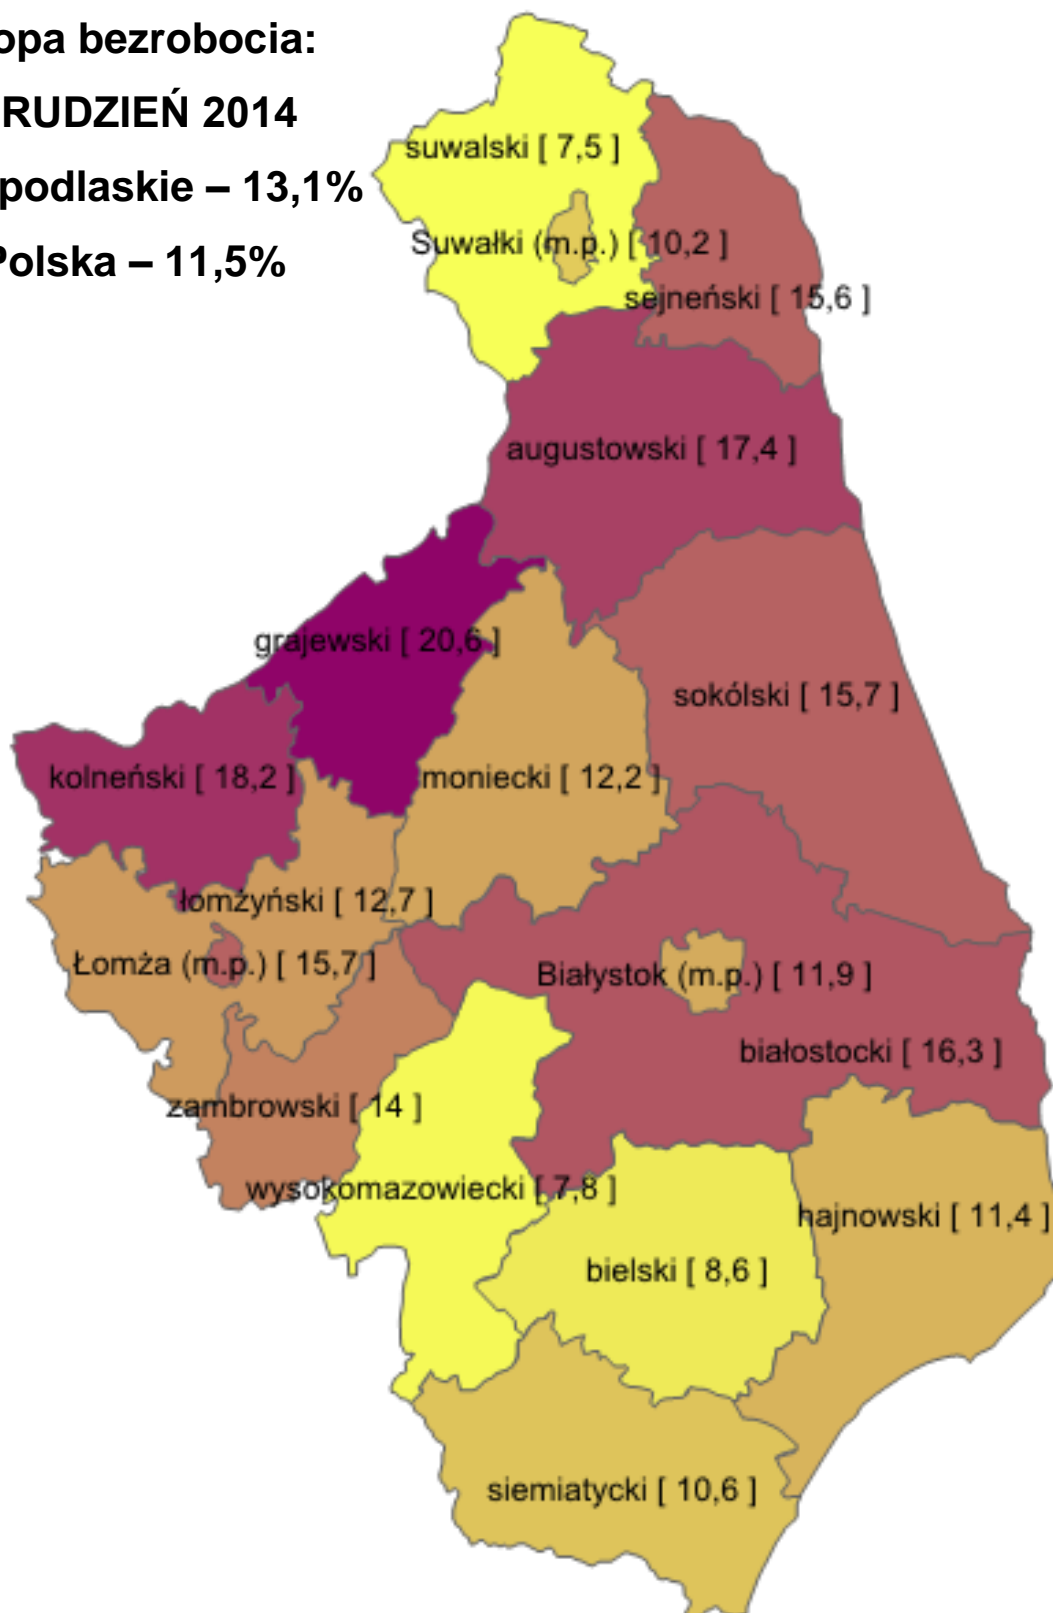 opa bezrobocia:
RUDZIEŃ 2014
podlaskie – 13,1%
Polska – 11,5%
suwalski [ 7,5 ]
Suwałki (m.p.) [ 10,2 ]
sejneński [ 15,6 ]
augustowski [ 17,4 ]
grajewski [ 20,6 ]
sokólski [ 15,7 ]
kolneński [ 18,2 ]
moniecki [ 12,2 ]
łomżyński [ 12,7 ]
Łomża (m.p.) [ 15,7 ]
Białystok (m.p.) [ 11,9 ]
białostocki [ 16,3 ]
zambrowski [ 14 ]
wysokomazowiecki [ 7,8 ]
hajnowski [ 11,4 ]
bielski [ 8,6 ]
siemiatycki [ 10,6 ]